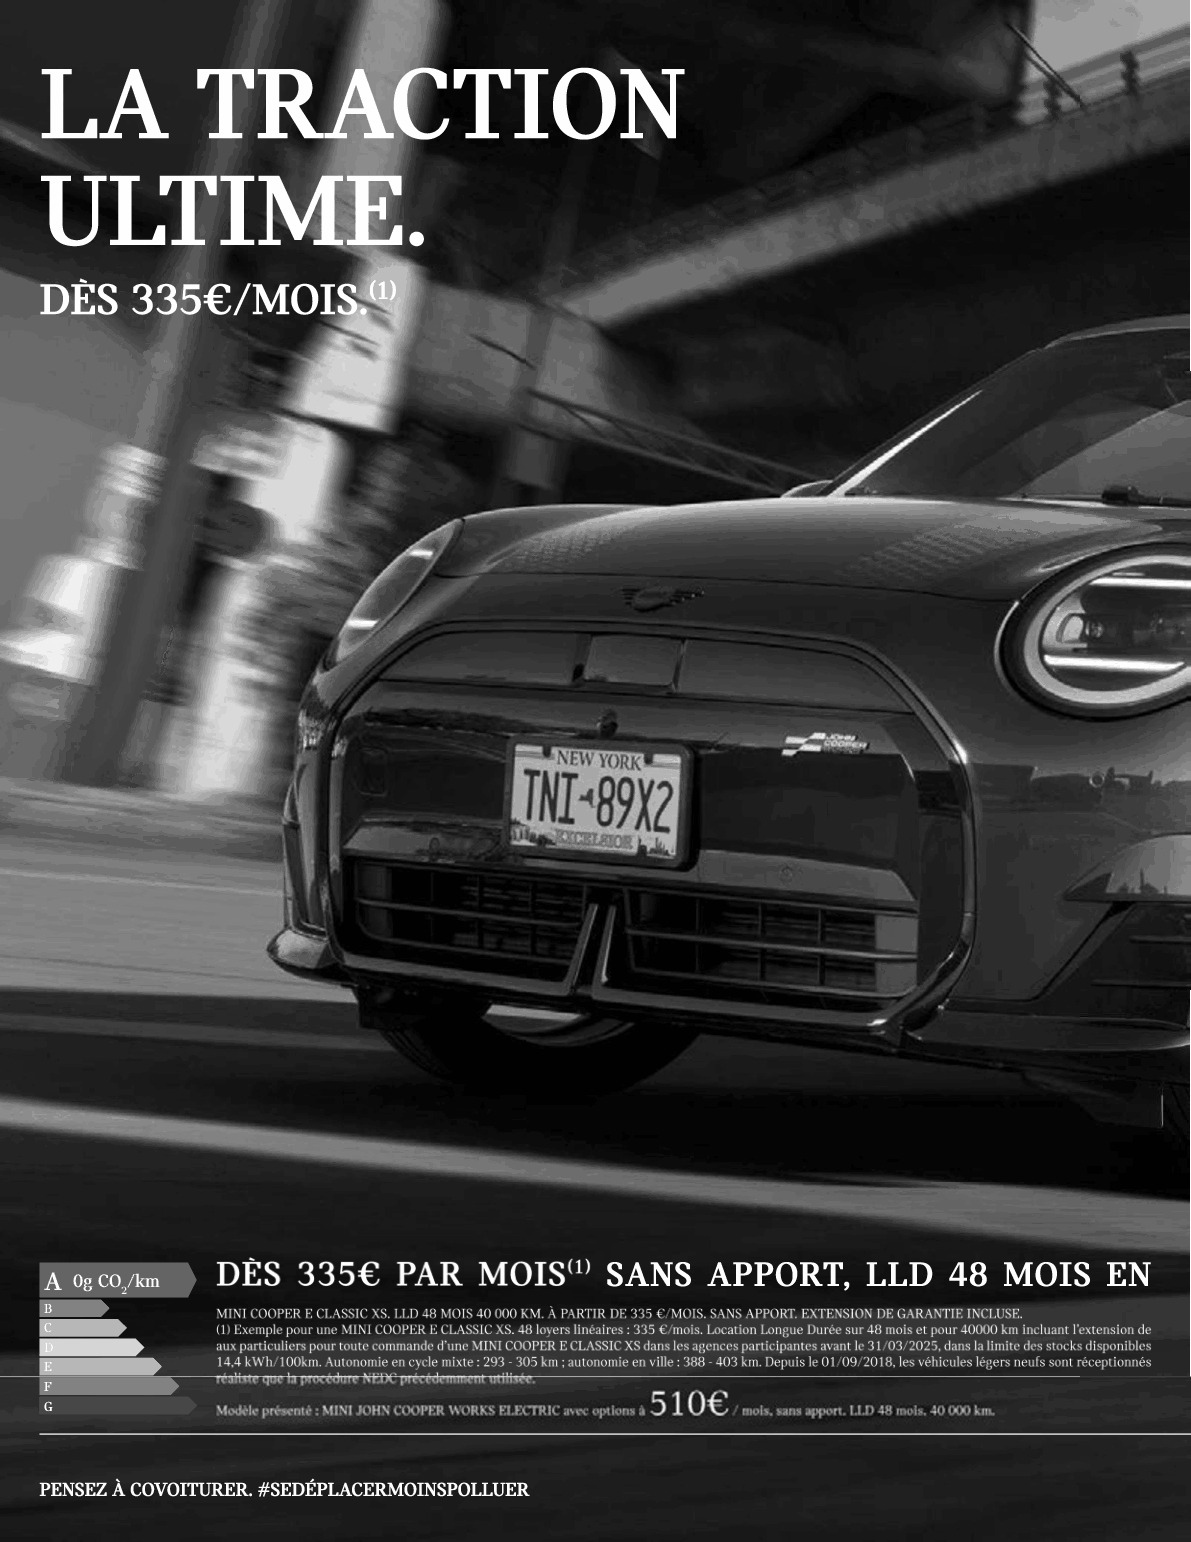 LA TRACTION
ULTIME.
DÈS 335€/MOIS.(1)
NEW YORK
TNI-89X2
EXCELSIOR
JOHN
COOPER
A 0g CO2/km
B
C
D
E
F
G
DÈS 335€ PAR MOIS(1) SANS APPORT, LLD 48 MOIS EN
MINI COOPER E CLASSIC XS. LLD 48 MOIS 40 000 KM. À PARTIR DE 335 €/MOIS. SANS APPORT. EXTENSION DE GARANTIE INCLUSE.
(1) Exemple pour une MINI COOPER E CLASSIC XS. 48 loyers linéaires : 335 €/mois. Location Longue Durée sur 48 mois et pour 40000 km incluant l'extension de
aux particuliers pour toute commande d'une MINI COOPER E CLASSIC XS dans les agences participantes avant le 31/03/2025, dans la limite des stocks disponibles
14,4 kWh/100km. Autonomie en cycle mixte : 293 - 305 km ; autonomie en ville : 388 - 403 km. Depuis le 01/09/2018, les véhicules légers neufs sont réceptionnés
réaliste que la procédure NEDC précédemment utilisée.
Modèle présenté : MINI JOHN COOPER WORKS ELECTRIC avec options à 510€ / mois, sans apport. LLD 48 mois. 40 000 km.
PENSEZ À COVOITURER. #SEDÉPLACERMOINSPOLLUER